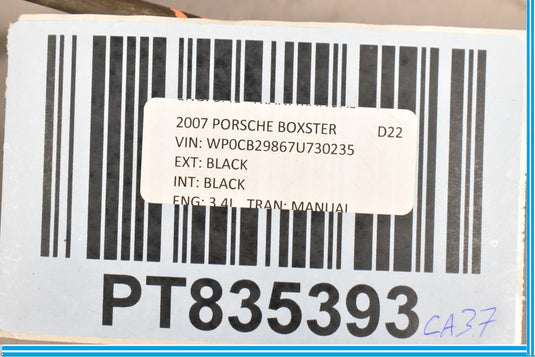 2007 PORSCHE BOXSTER D22
VIN: WP0CB29867U730235
EXT: BLACK
INT: BLACK
ENG: 3.4L TRAN: MANUAL
PT835393
CA37